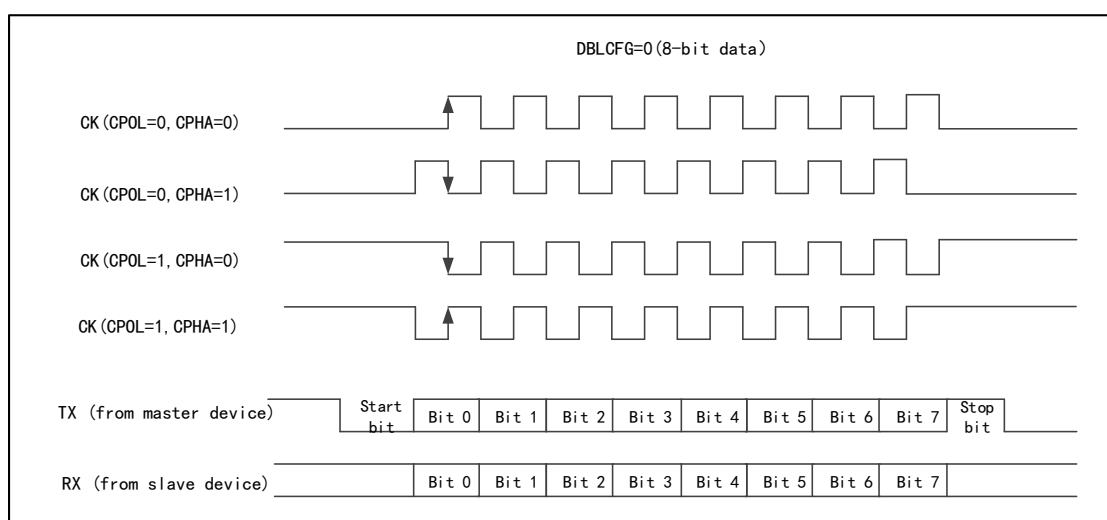 DBLCFG=0(8-bit data)
CK(CPOL=0,CPHA=0)
CK(CPOL=0,CPHA=1)
CK(CPOL=1,CPHA=0)
CK(CPOL=1,CPHA=1)
TX (from master device) Start bit Bit 0 Bit 1 Bit 2 Bit 3 Bit 4 Bit 5 Bit 6 Bit 7 Stop bit
RX (from slave device) Bit 0 Bit 1 Bit 2 Bit 3 Bit 4 Bit 5 Bit 6 Bit 7